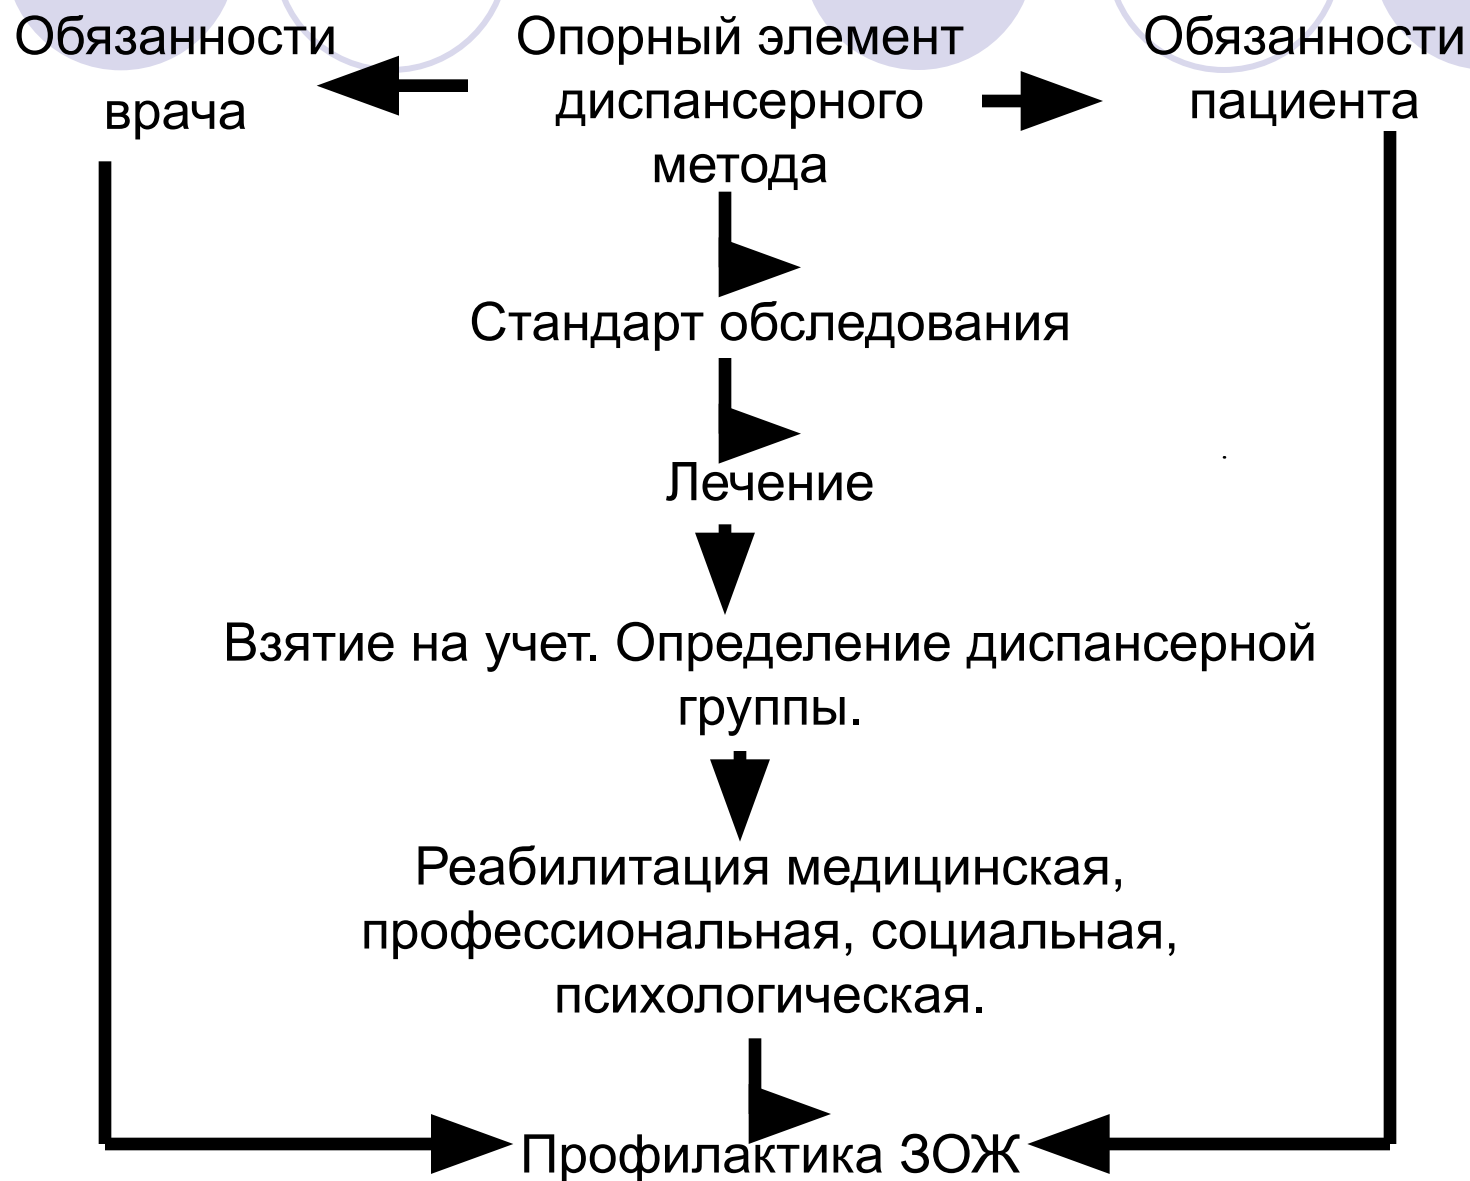 Обязанности
врача
Опорный элемент
диспансерного
метода
Обязанности
пациента
Стандарт обследования
Лечение
Взятие на учет. Определение диспансерной
группы.
Реабилитация медицинская,
профессиональная, социальная,
психологическая.
Профилактика ЗОЖ